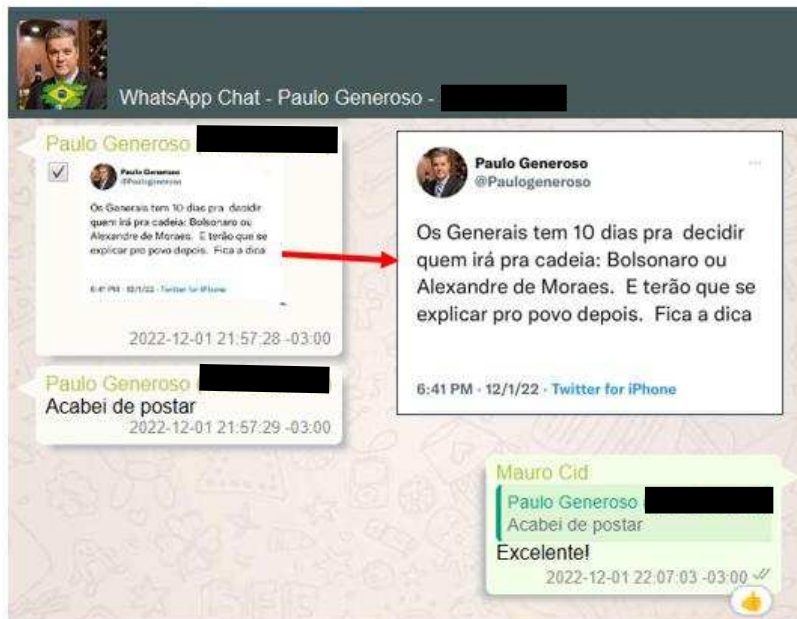 WhatsApp Chat - Paulo Generoso -
Paulo Generoso
Paulo Generoso
@Paulogeneroso
Os Generais tem 10 dias pra decidir
quem irá pra cadeia: Bolsonaro ou
Alexandre de Moraes. E terão que se
explicar pro povo depois. Fica a dica
6:41 PM · 12/1/22 · Twitter for iPhone
2022-12-01 21:57:28 -03:00
Paulo Generoso
@Paulogeneroso
Os Generais tem 10 dias pra decidir
quem irá pra cadeia: Bolsonaro ou
Alexandre de Moraes. E terão que se
explicar pro povo depois. Fica a dica
6:41 PM · 12/1/22 · Twitter for iPhone
Paulo Generoso
Acabei de postar
2022-12-01 21:57:29 -03:00
Mauro Cid
Paulo Generoso
Acabei de postar
Excelente!
2022-12-01 22:07:03 -03:00